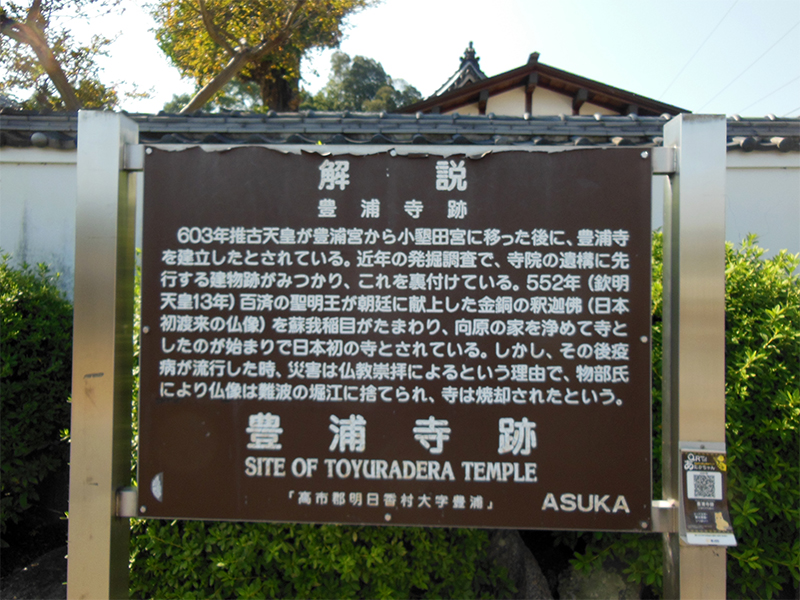 解説
豊浦寺跡
603年推古天皇が豊浦宮から小墾田宮に移った後に、豊浦寺
を建立したとされている。近年の発掘調査で、寺院の遺構に先
行する建物跡がみつかり、これを裏付けている。552年（欽明
天皇13年）百済の聖明王が朝廷に献上した金銅の釈迦佛（日本
初渡来の仏像）を蘇我稲目がたまわり、向原の家を浄めて寺と
したのが始まりで日本初の寺とされている。しかし、その後疫
病が流行した時、災害は仏教崇拝によるという理由で、物部氏
により仏像は難波の堀江に捨てられ、寺は焼却されたという。
豊浦寺跡
SITE OF TOYURADERA TEMPLE
「高市郡明日香村大字豊浦」
ASUKA